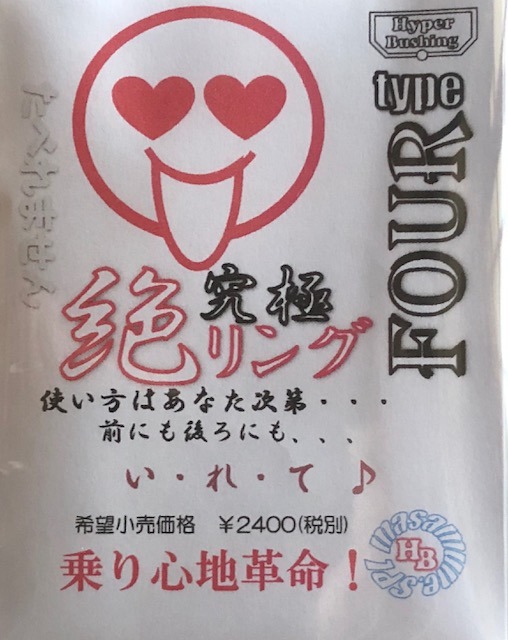 Hyper
Bushing
type
FOUR
たべれません
究極
絶リング
使い方はあなた次第・・・
前にも後ろにも、、、
い・れ・て♪
希望小売価格 ¥2400(税別)
乗り心地革命!
HB